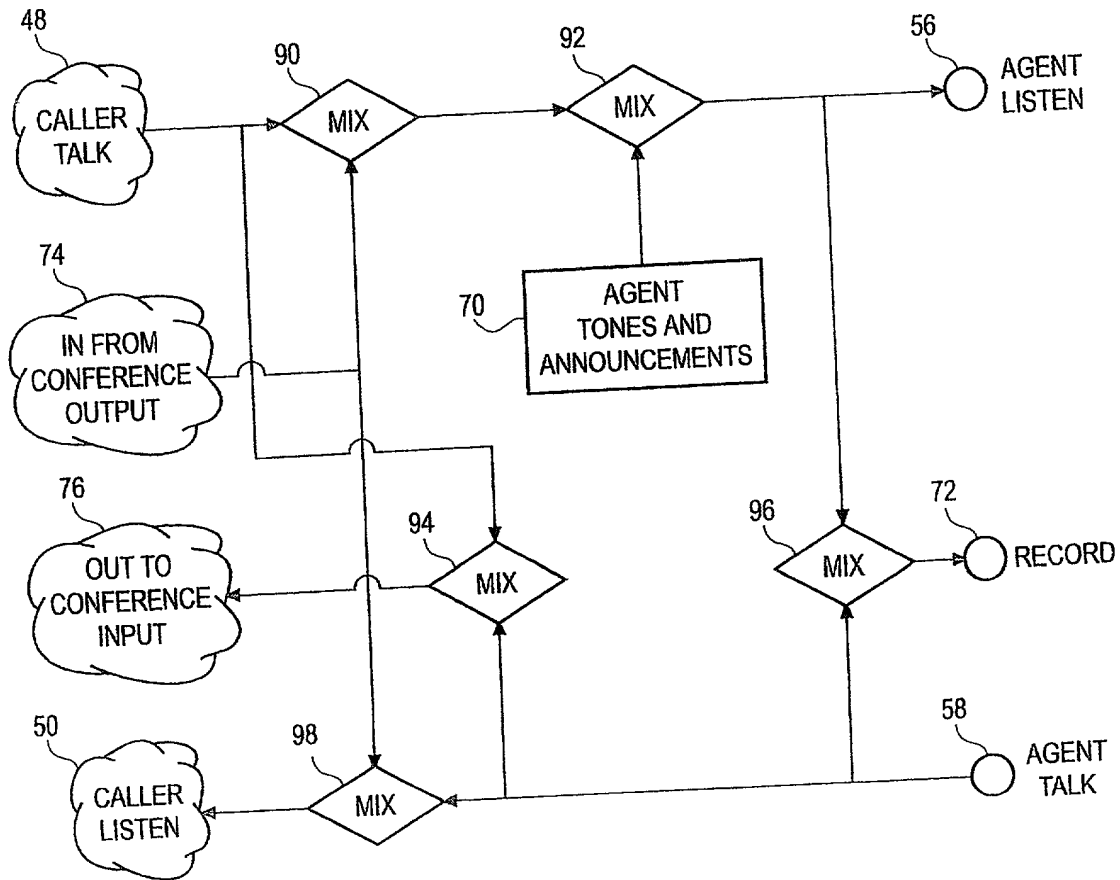 48
CALLER
TALK
90
MIX
92
MIX
56
AGENT
LISTEN
74
IN FROM
CONFERENCE
OUTPUT
70
AGENT
TONES AND
ANNOUNCEMENTS
76
OUT TO
CONFERENCE
INPUT
94
MIX
96
MIX
72
RECORD
50
CALLER
LISTEN
98
MIX
58
AGENT
TALK